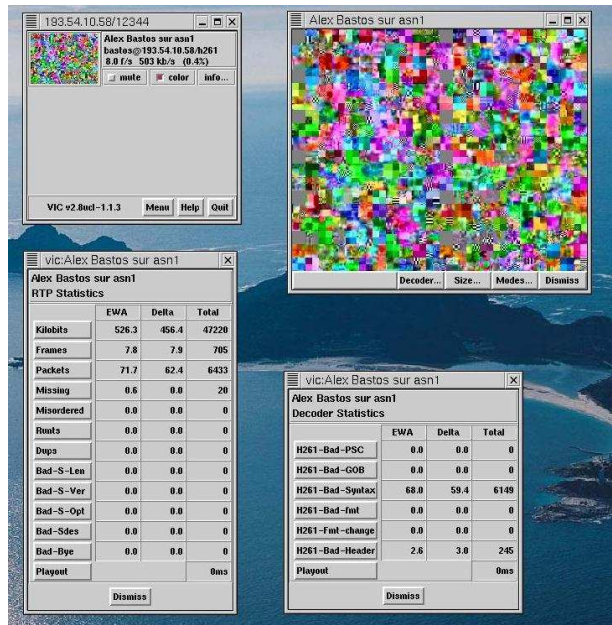 193.54.10.58/12344
Alex Bastos sur asn1
bastos@193.54.10.58/h261
8.0 f/s 503 kb/s (0.4%)
mute color info...
VIC v2.8ucl-1.1.3 Menu Help Quit
Alex Bastos sur asn1
Decoder... Size... Modes... Dismiss
vic:Alex Bastos sur asn1
Alex Bastos sur asn1
RTP Statistics
EWA Delta Total
Kilobits 526.3 456.4 47220
Frames 7.8 7.9 705
Packets 71.7 62.4 6433
Missing 0.6 0.0 20
Misordered 0.0 0.0 0
Runts 0.0 0.0 0
Dups 0.0 0.0 0
Bad-S-Len 0.0 0.0 0
Bad-S-Ver 0.0 0.0 0
Bad-S-Opt 0.0 0.0 0
Bad-Sdes 0.0 0.0 0
Bad-Bye 0.0 0.0 0
Playout 0ms
Dismiss
vic:Alex Bastos sur asn1
Alex Bastos sur asn1
Decoder Statistics
EWA Delta Total
H261-Bad-PSC 0.0 0.0 0
H261-Bad-GOB 0.0 0.0 0
H261-Bad-Syntax 68.0 59.4 6149
H261-Bad-fmt 0.0 0.0 0
H261-Fmt-change 0.0 0.0 0
H261-Bad-Header 2.6 3.0 245
Playout 0ms
Dismiss